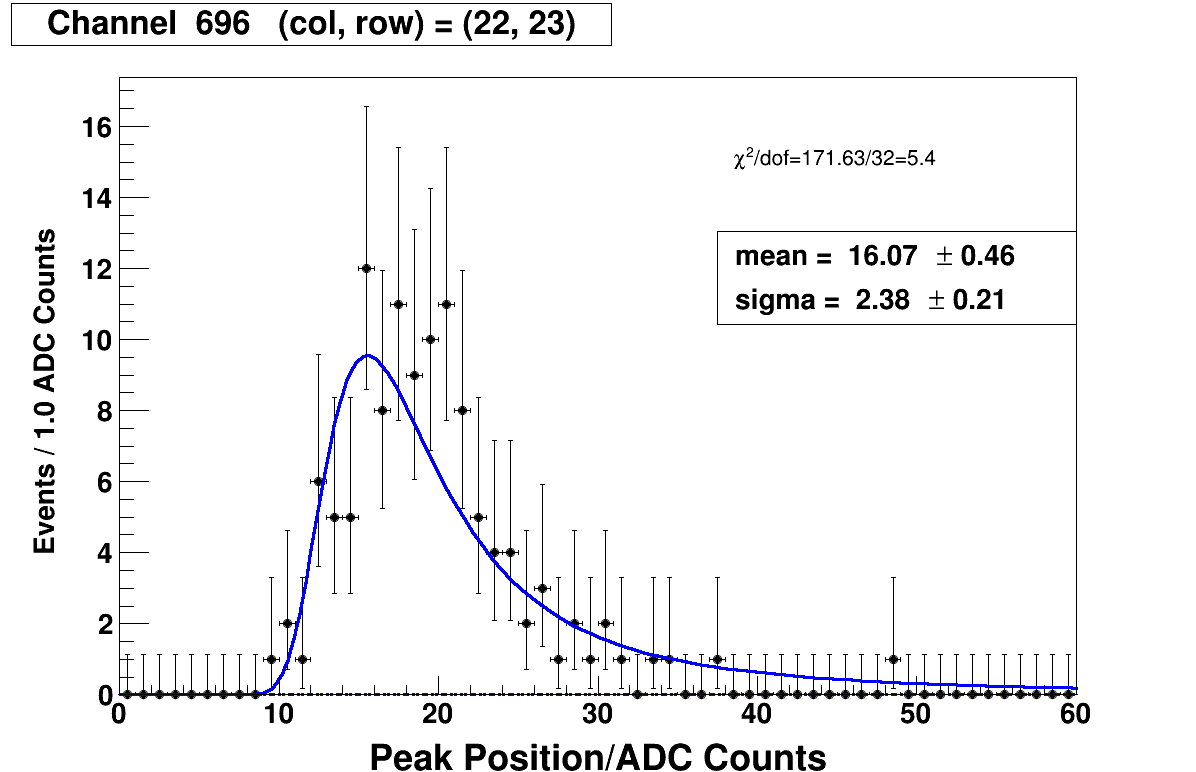 Channel 696 (col, row) = (22, 23)
χ²/dof=171.63/32=5.4
mean = 16.07 ± 0.46
sigma = 2.38 ± 0.21
Events / 1.0 ADC Counts
16
14
12
10
8
6
4
2
0
0 10 20 30 40 50 60
Peak Position/ADC Counts